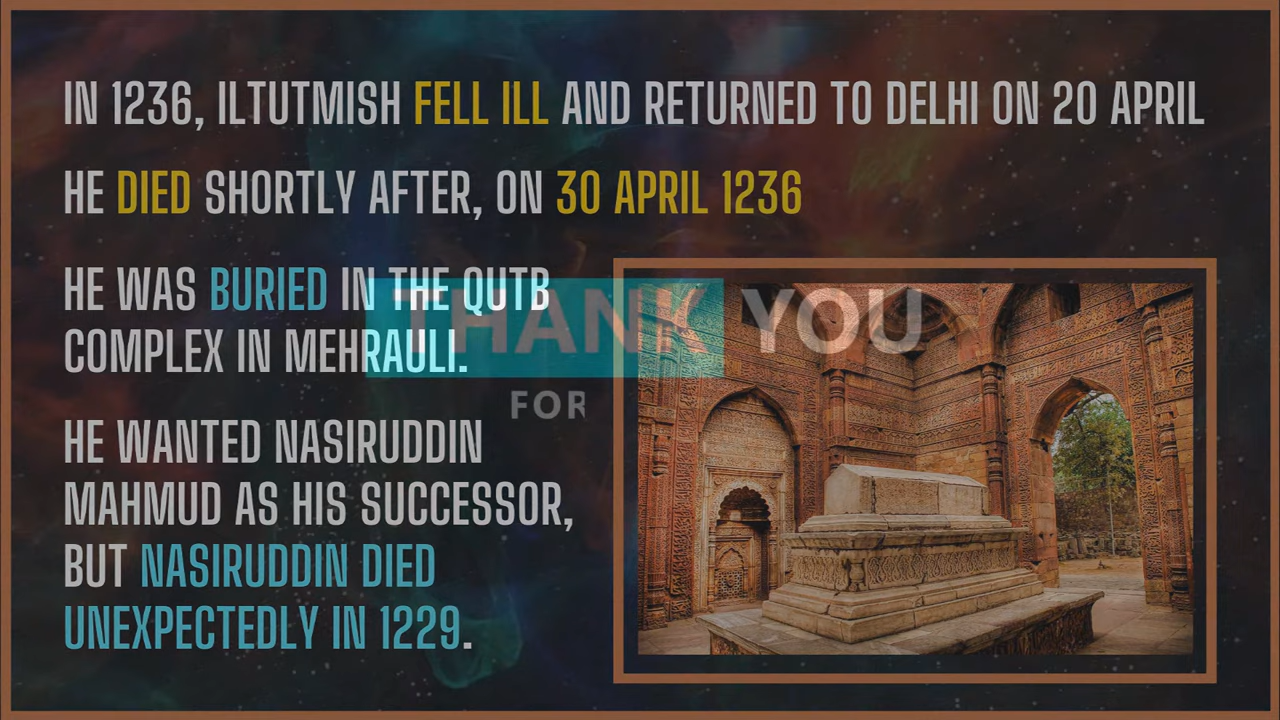 IN 1236, ILTUTMISH FELL ILL AND RETURNED TO DELHI ON 20 APRIL
HE DIED SHORTLY AFTER, ON 30 APRIL 1236
HE WAS BURIED IN THE QUTB
COMPLEX IN MEHRAULI.
THANK YOU
FOR
HE WANTED NASIRUDDIN
MAHMUD AS HIS SUCCESSOR,
BUT NASIRUDDIN DIED
UNEXPECTEDLY IN 1229.